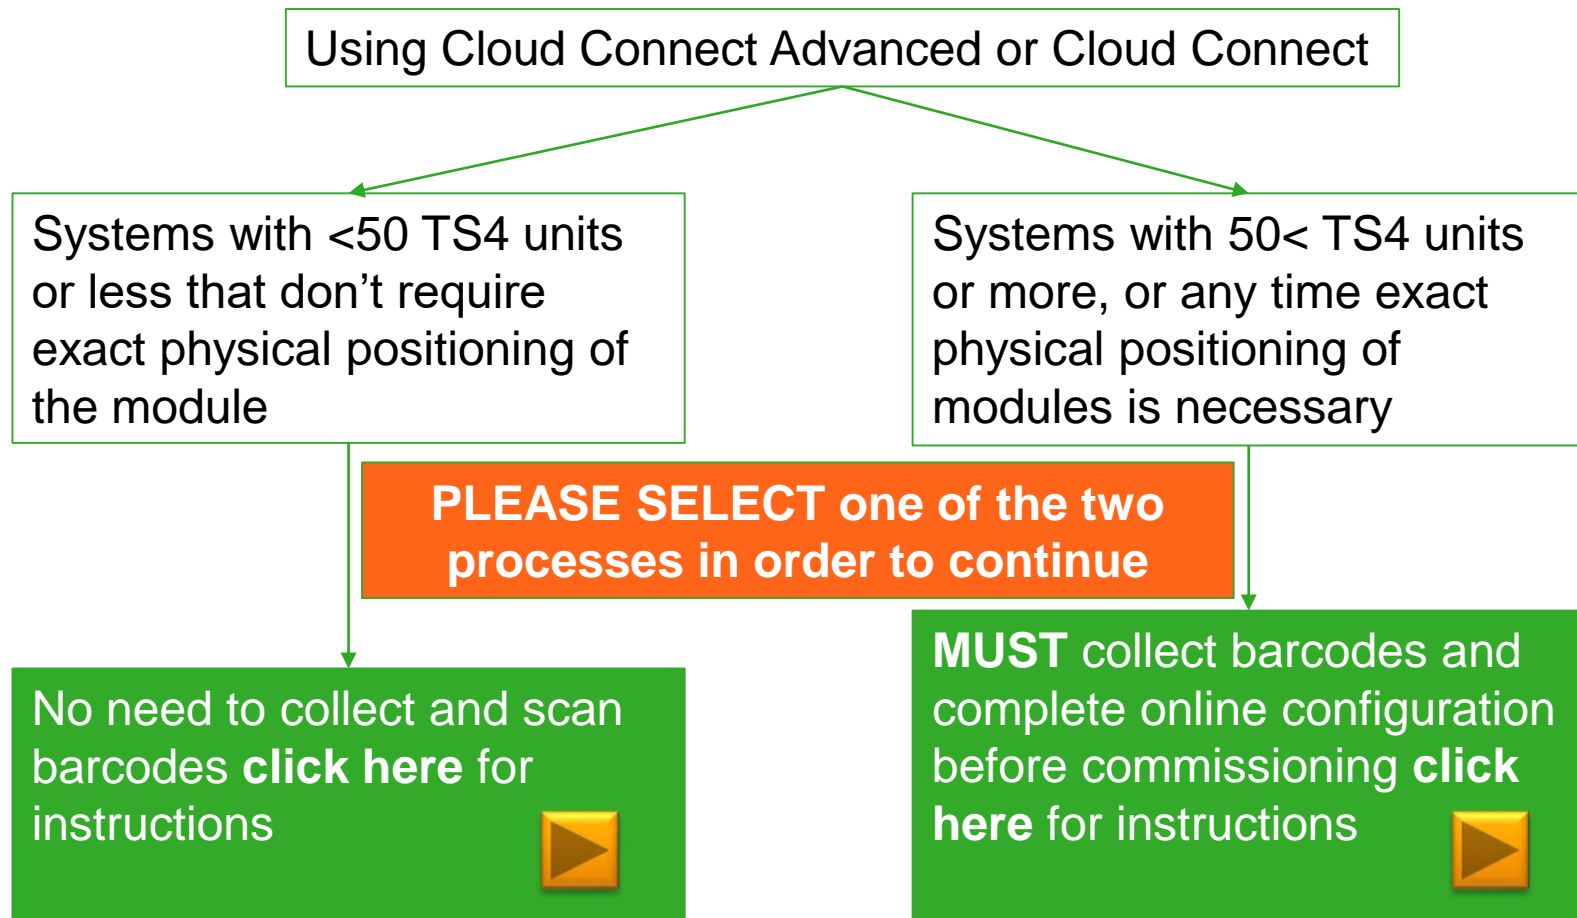 Using Cloud Connect Advanced or Cloud Connect
Systems with <50 TS4 units
or less that don’t require
exact physical positioning of
the module
Systems with 50< TS4 units
or more, or any time exact
physical positioning of
modules is necessary
PLEASE SELECT one of the two
processes in order to continue
No need to collect and scan
barcodes click here for
instructions
MUST collect barcodes and
complete online configuration
before commissioning click
here for instructions